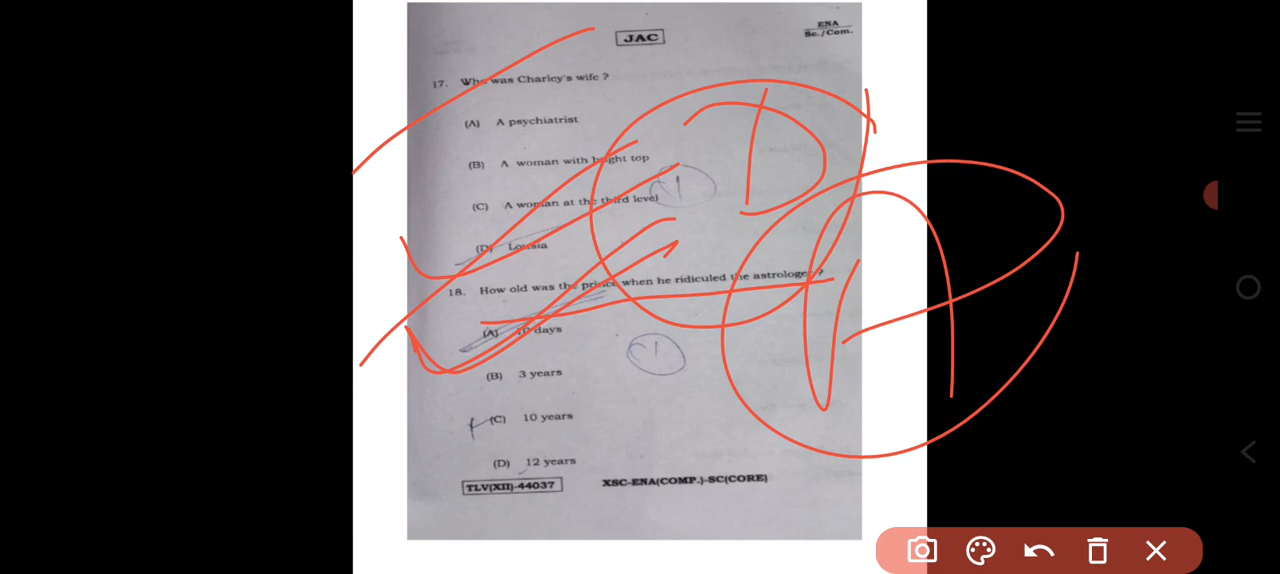 JAC
ENA
Sc./Com.
17. Who was Charley's wife ?
(A) A psychiatrist
(B) A woman with bright top
(C) A woman at the third level
(D) Lousia
18. How old was the prince when he ridiculed the astrologer ?
(A) 10 days
(B) 3 years
(C) 10 years
(D) 12 years
TLV(XII)-44037
XSC-ENA(COMP.)-SC(CORE)
D
A